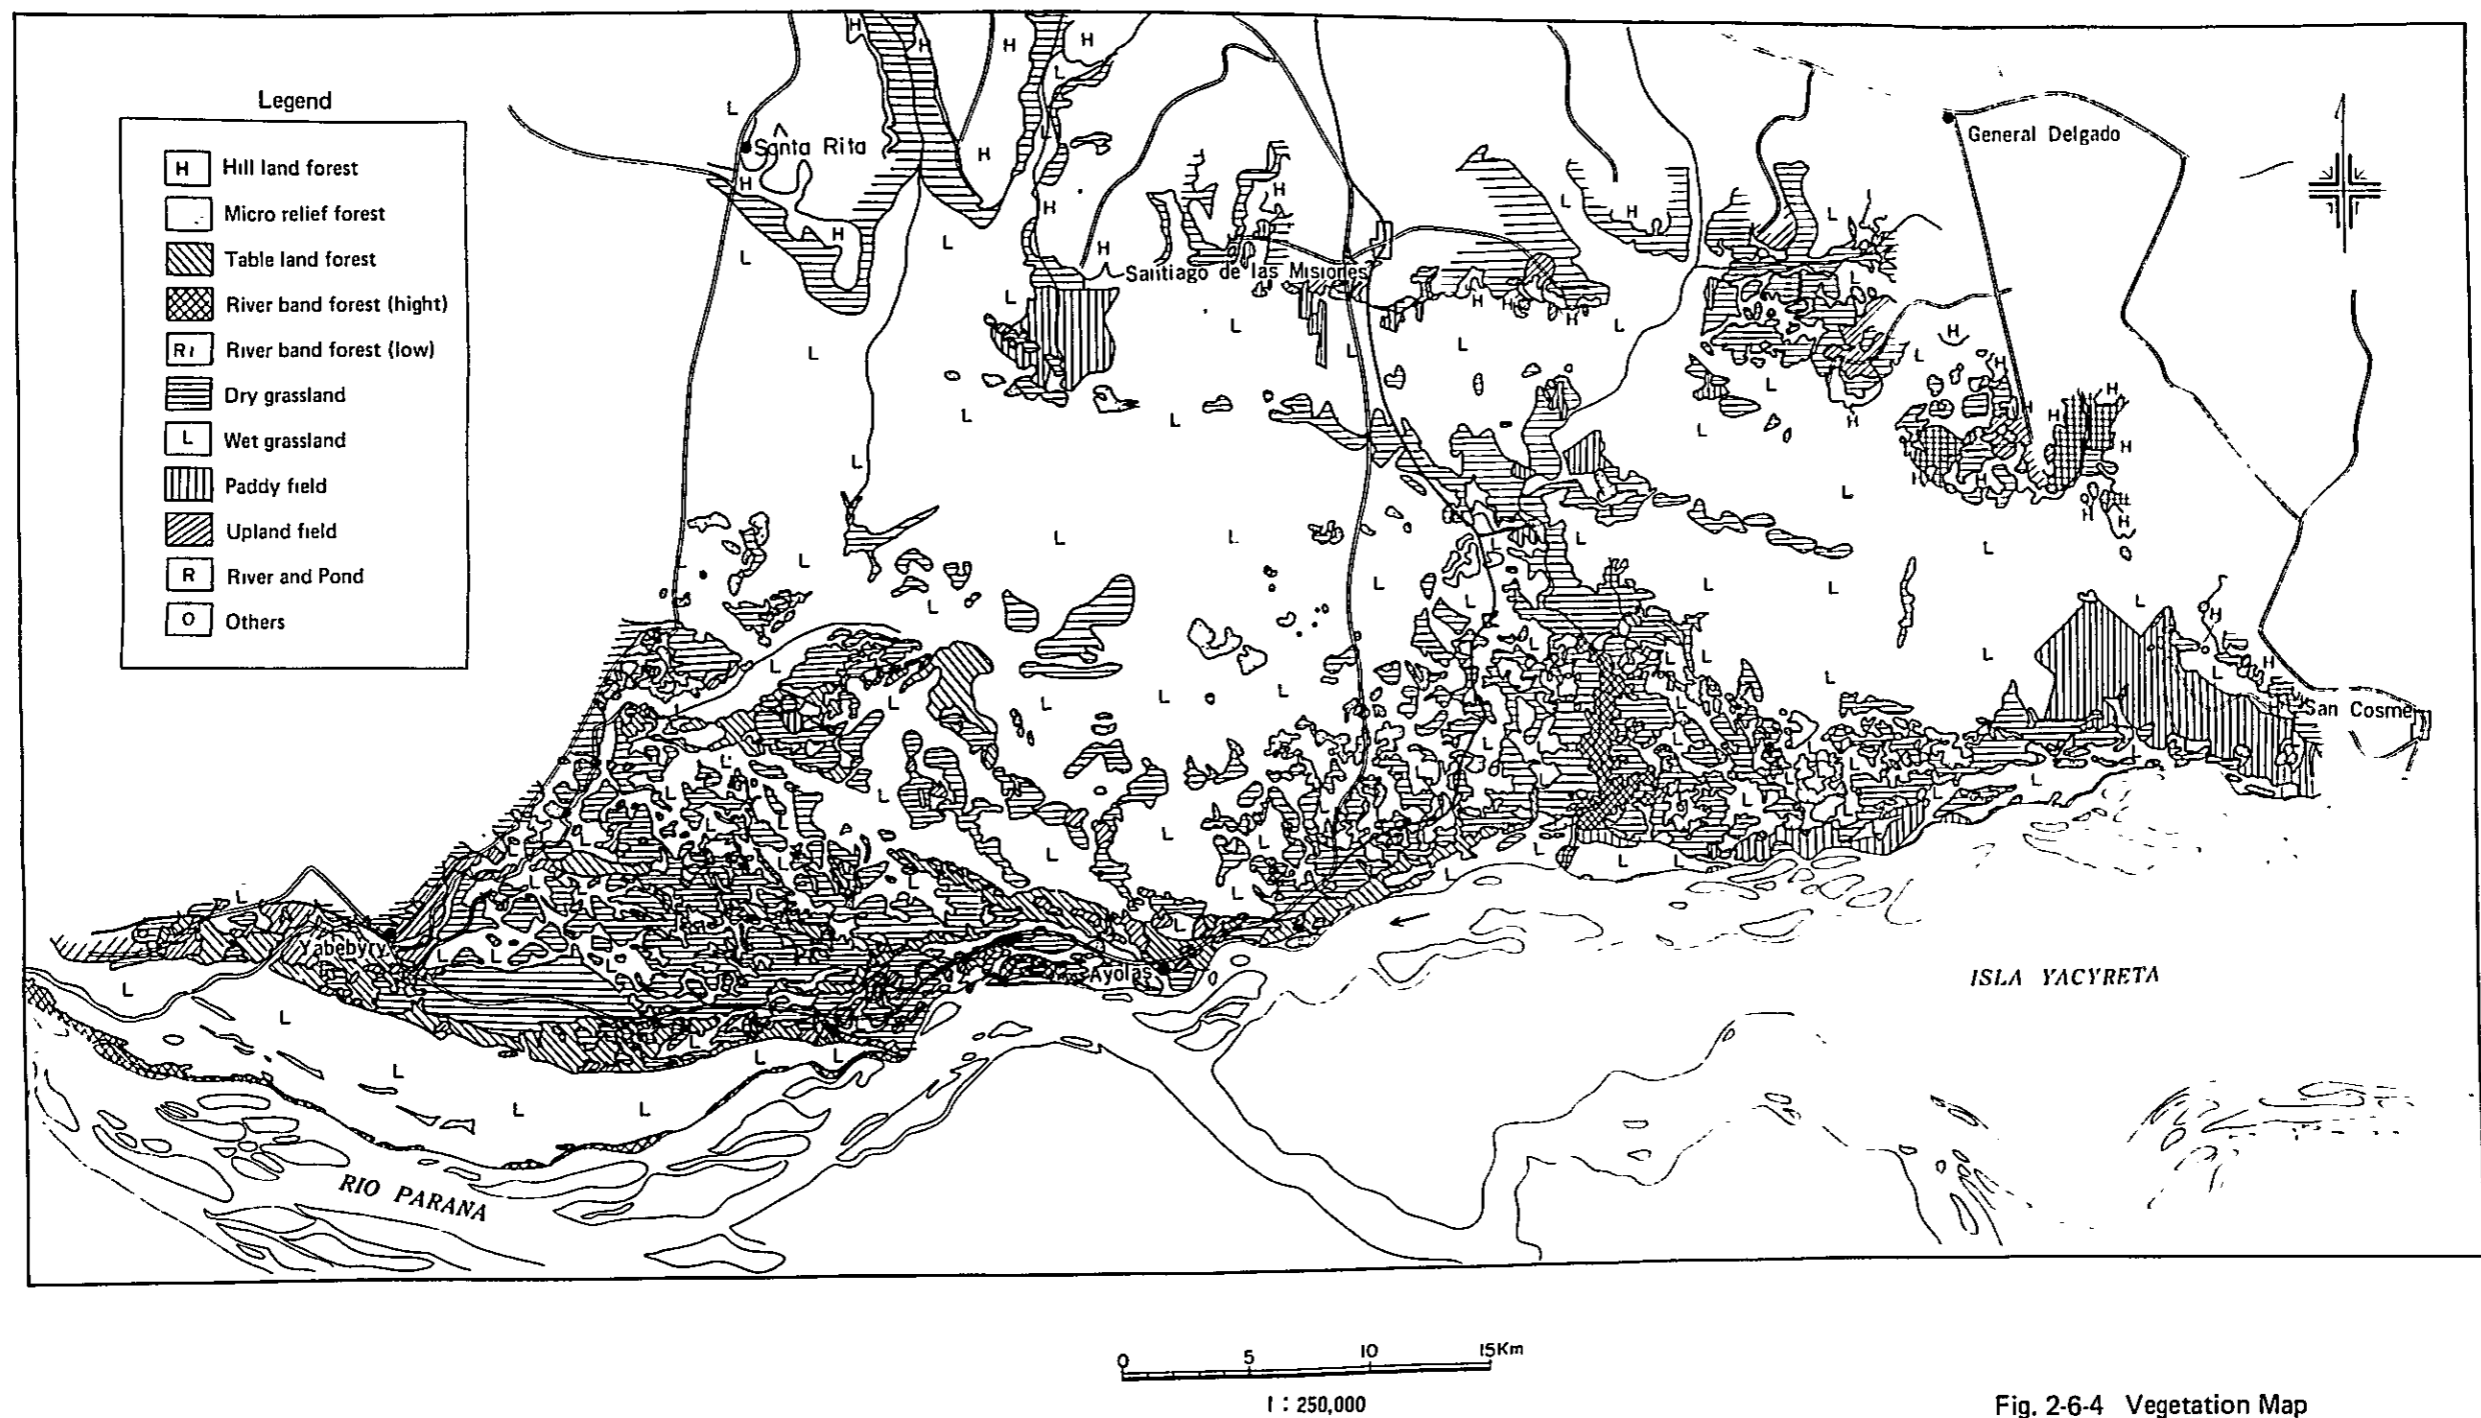 Legend
H Hill land forest
Micro relief forest
Table land forest
River band forest (hight)
Rı River band forest (low)
Dry grassland
L Wet grassland
Paddy field
Upland field
R River and Pond
O Others
Santa Rita
General Delgado
Santiago de las Misiones
San Cosme
Yabebyry
Ayolas
ISLA YACYRETA
RIO PARANA
0 5 10 15Km
1 : 250,000
Fig. 2-6-4 Vegetation Map